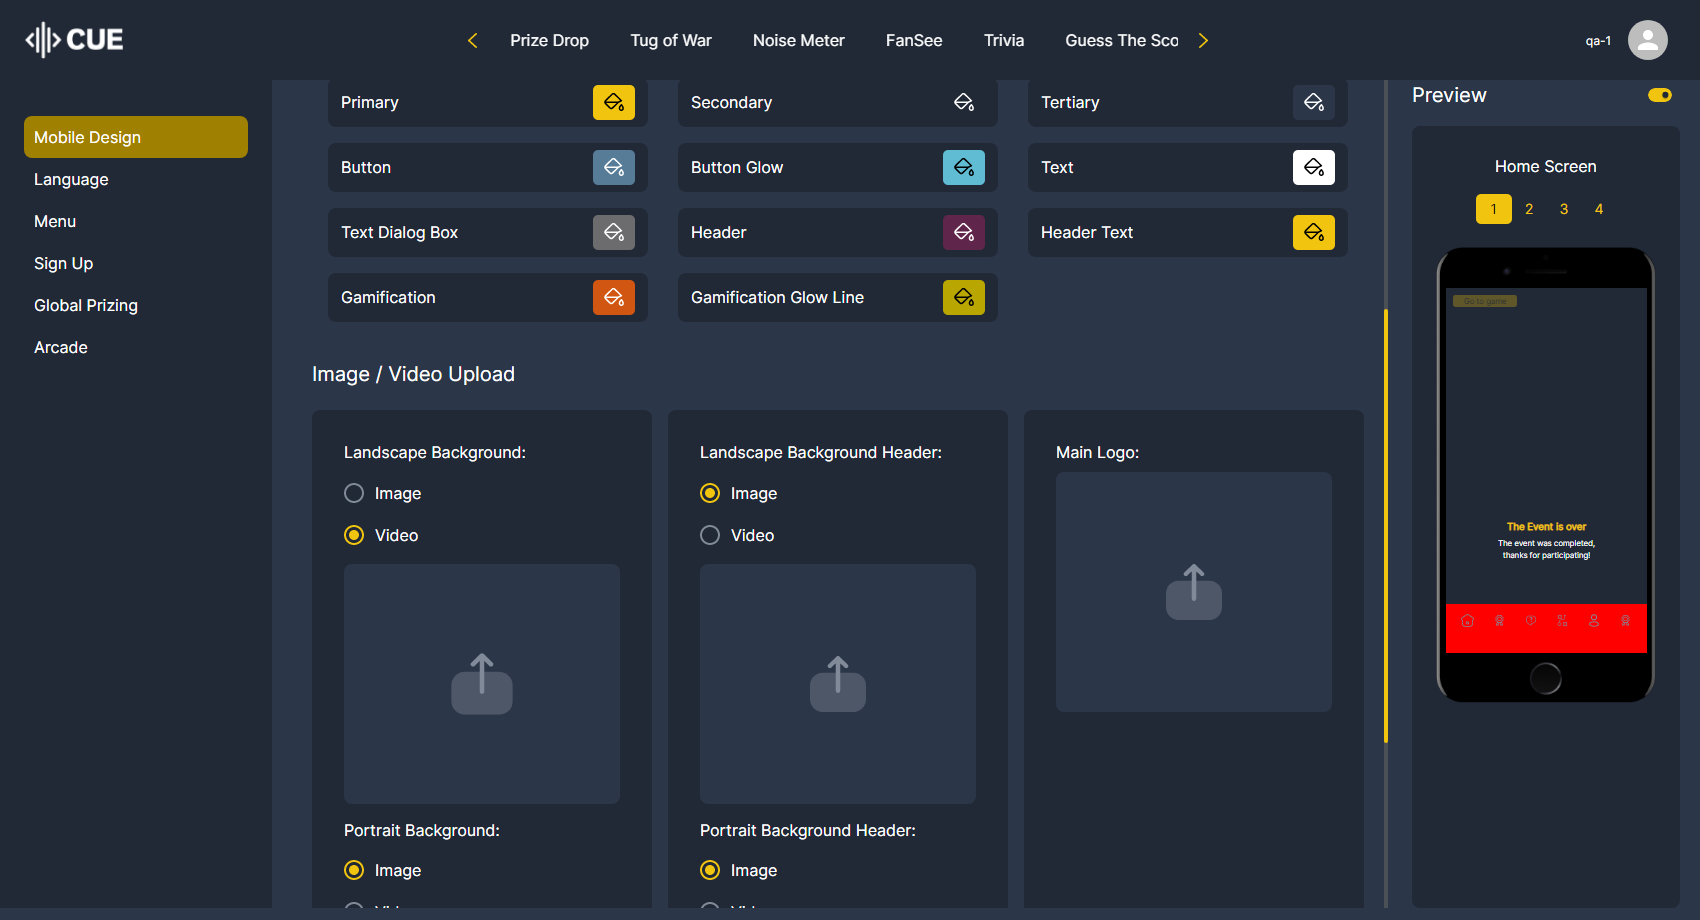 CUE
Prize Drop
Tug of War
Noise Meter
FanSee
Trivia
Guess The Sco
qa-1
Mobile Design
Language
Menu
Sign Up
Global Prizing
Arcade
Primary
Secondary
Tertiary
Button
Button Glow
Text
Text Dialog Box
Header
Header Text
Gamification
Gamification Glow Line
Image / Video Upload
Landscape Background:
Image
Video
Portrait Background:
Image
Landscape Background Header:
Image
Video
Portrait Background Header:
Image
Main Logo:
Preview
Home Screen
1 2 3 4
Go to game
The Event is over
The event was completed,
thanks for participating!